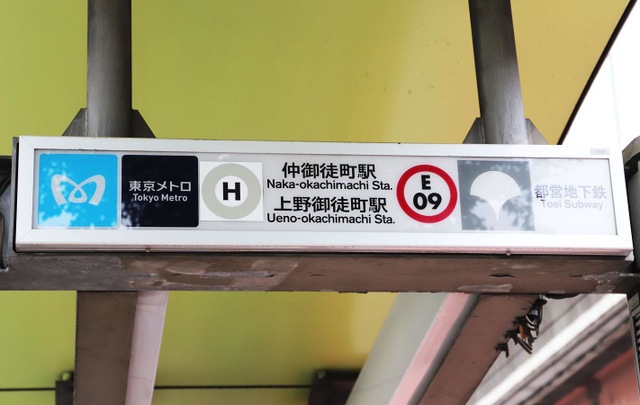 東京メトロ
Tokyo Metro
H
仲御徒町駅
Naka-okachimachi Sta.
上野御徒町駅
Ueno-okachimachi Sta.
E
09
都営地下鉄
Toei Subway